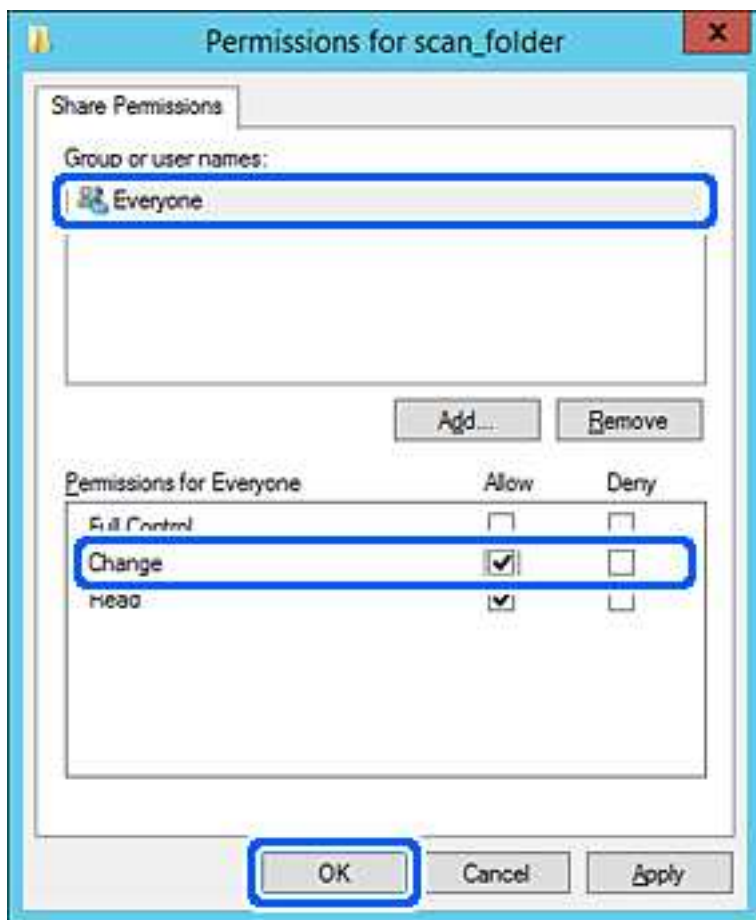 Permissions for scan_folder
x
Share Permissions
Group or user names:
Everyone
Add... Remove
Permissions for Everyone Allow Deny
Full Control
Change
Read
OK Cancel Apply